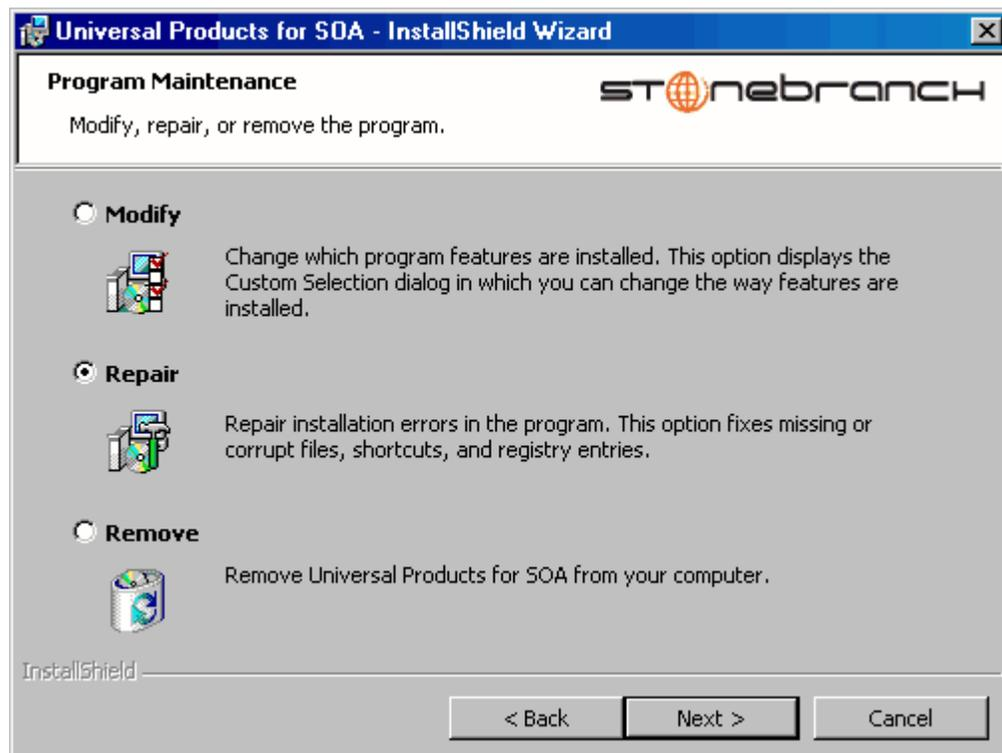 Universal Products for SOA - InstallShield Wizard
Program Maintenance
stonebranch
Modify, repair, or remove the program.
Modify
Change which program features are installed. This option displays the
Custom Selection dialog in which you can change the way features are
installed.
Repair
Repair installation errors in the program. This option fixes missing or
corrupt files, shortcuts, and registry entries.
Remove
Remove Universal Products for SOA from your computer.
InstallShield
< Back
Next >
Cancel